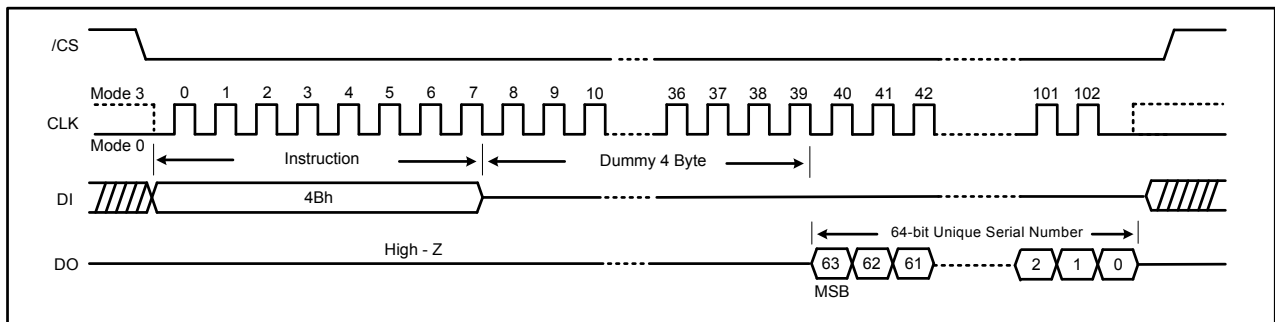 /CS
Mode 3 0 1 2 3 4 5 6 7 8 9 10 36 37 38 39 40 41 42 101 102
CLK
Mode 0
Instruction Dummy 4 Byte
DI 4Bh
64-bit Unique Serial Number
High - Z
DO 63 62 61 2 1 0
MSB